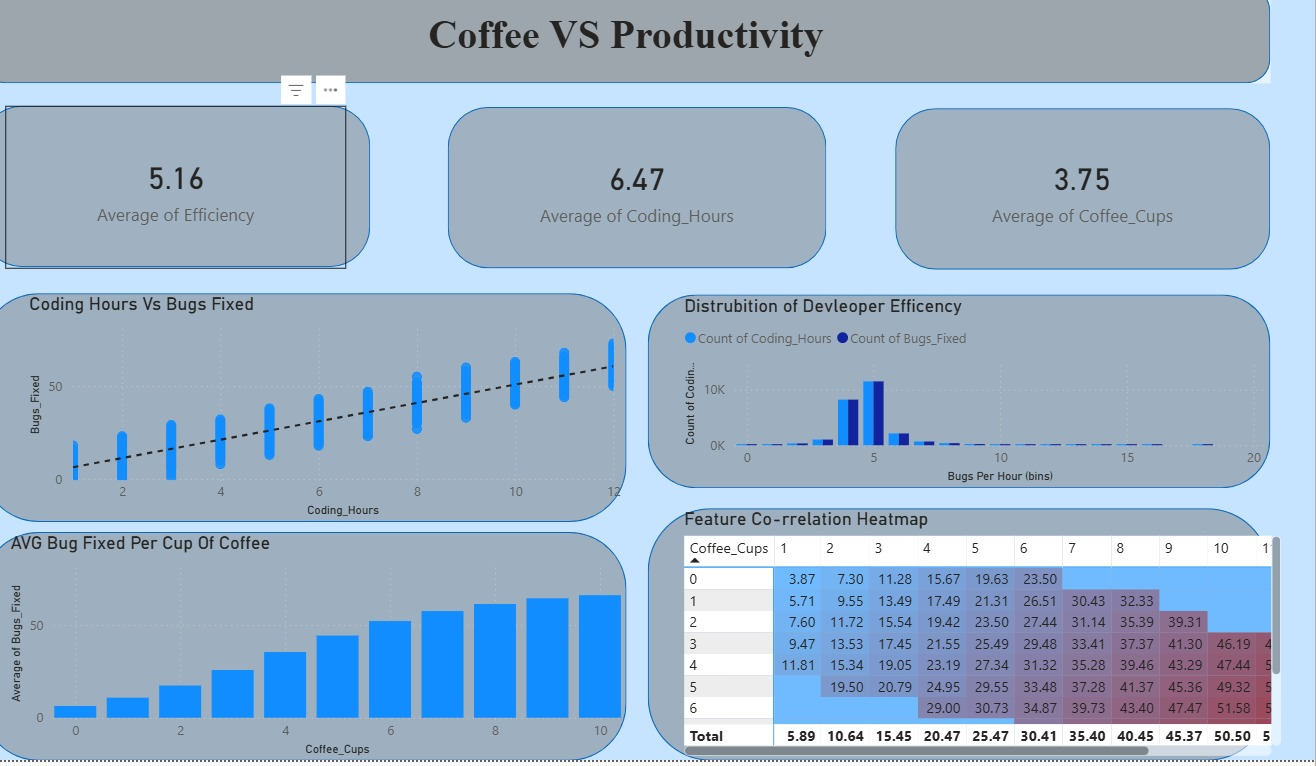 Coffee VS Productivity
5.16
Average of Efficiency
6.47
Average of Coding_Hours
3.75
Average of Coffee_Cups
Coding Hours Vs Bugs Fixed
Bugs_Fixed
50
0
2 4 6 8 10 12
Coding_Hours
Distrubition of Devleoper Efficency
Count of Coding_Hours Count of Bugs_Fixed
Count of Codin...
10K
0K
0 5 10 15 20
Bugs Per Hour (bins)
AVG Bug Fixed Per Cup Of Coffee
Average of Bugs_Fixed
50
0
0 2 4 6 8 10
Coffee_Cups
Feature Co-rrelation Heatmap
Coffee_Cups 1 2 3 4 5 6 7 8 9 10 1
0 3.87 7.30 11.28 15.67 19.63 23.50
1 5.71 9.55 13.49 17.49 21.31 26.51 30.43 32.33
2 7.60 11.72 15.54 19.42 23.50 27.44 31.14 35.39 39.31
3 9.47 13.53 17.45 21.55 25.49 29.48 33.41 37.37 41.30 46.19 4
4 11.81 15.34 19.05 23.19 27.34 31.32 35.28 39.46 43.29 47.44 5
5 19.50 20.79 24.95 29.55 33.48 37.28 41.37 45.36 49.32 5
6 29.00 30.73 34.87 39.73 43.40 47.47 51.58 5
Total 5.89 10.64 15.45 20.47 25.47 30.41 35.40 40.45 45.37 50.50 5